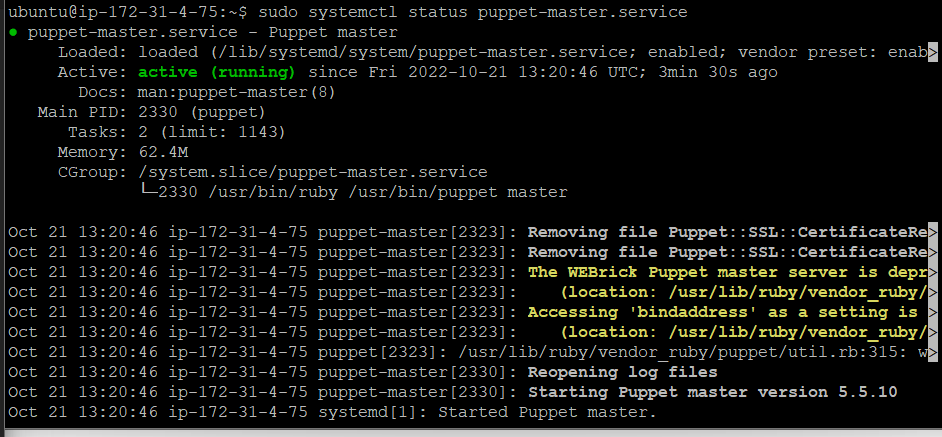 ubuntu@ip-172-31-4-75:~$ sudo systemctl status puppet-master.service
● puppet-master.service - Puppet master
Loaded: loaded (/lib/systemd/system/puppet-master.service; enabled; vendor preset: enab>
Active: active (running) since Fri 2022-10-21 13:20:46 UTC; 3min 30s ago
Docs: man:puppet-master(8)
Main PID: 2330 (puppet)
Tasks: 2 (limit: 1143)
Memory: 62.4M
CGroup: /system.slice/puppet-master.service
└─2330 /usr/bin/ruby /usr/bin/puppet master
Oct 21 13:20:46 ip-172-31-4-75 puppet-master[2323]: Removing file Puppet::SSL::CertificateRe>
Oct 21 13:20:46 ip-172-31-4-75 puppet-master[2323]: Removing file Puppet::SSL::CertificateRe>
Oct 21 13:20:46 ip-172-31-4-75 puppet-master[2323]: The WEBrick Puppet master server is depr>
Oct 21 13:20:46 ip-172-31-4-75 puppet-master[2323]:    (location: /usr/lib/ruby/vendor_ruby/>
Oct 21 13:20:46 ip-172-31-4-75 puppet-master[2323]: Accessing 'bindaddress' as a setting is >
Oct 21 13:20:46 ip-172-31-4-75 puppet-master[2323]:    (location: /usr/lib/ruby/vendor_ruby/>
Oct 21 13:20:46 ip-172-31-4-75 puppet[2323]: /usr/lib/ruby/vendor_ruby/puppet/util.rb:315: w>
Oct 21 13:20:46 ip-172-31-4-75 puppet-master[2330]: Reopening log files
Oct 21 13:20:46 ip-172-31-4-75 puppet-master[2330]: Starting Puppet master version 5.5.10
Oct 21 13:20:46 ip-172-31-4-75 systemd[1]: Started Puppet master.